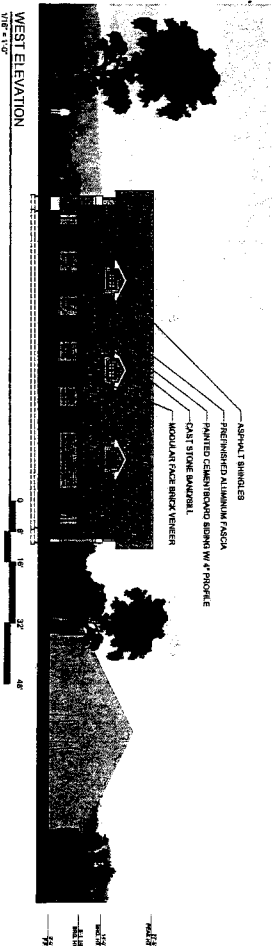 ASPHALT SHINGLES
PREFINISHED ALUMINUM FASCIA
PAINTED CEMENTBOARD SIDING W/ 4" PROFILE
CAST STONE BAND/SILL
MODULAR FACE BRICK VENEER
WEST ELEVATION
1/16" = 1'-0"
0 8' 16' 32' 48'